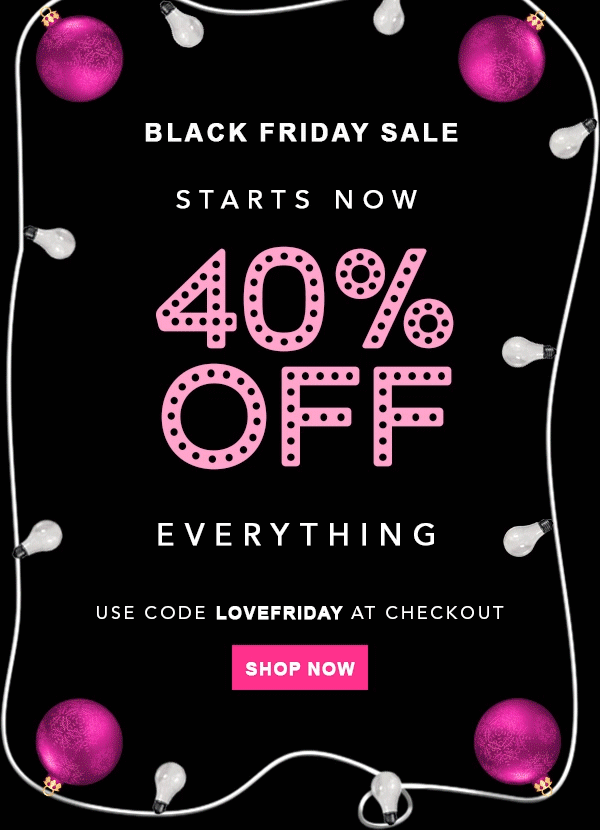 BLACK FRIDAY SALE
STARTS NOW
40%
OFF
EVERYTHING
USE CODE LOVEFRIDAY AT CHECKOUT
SHOP NOW